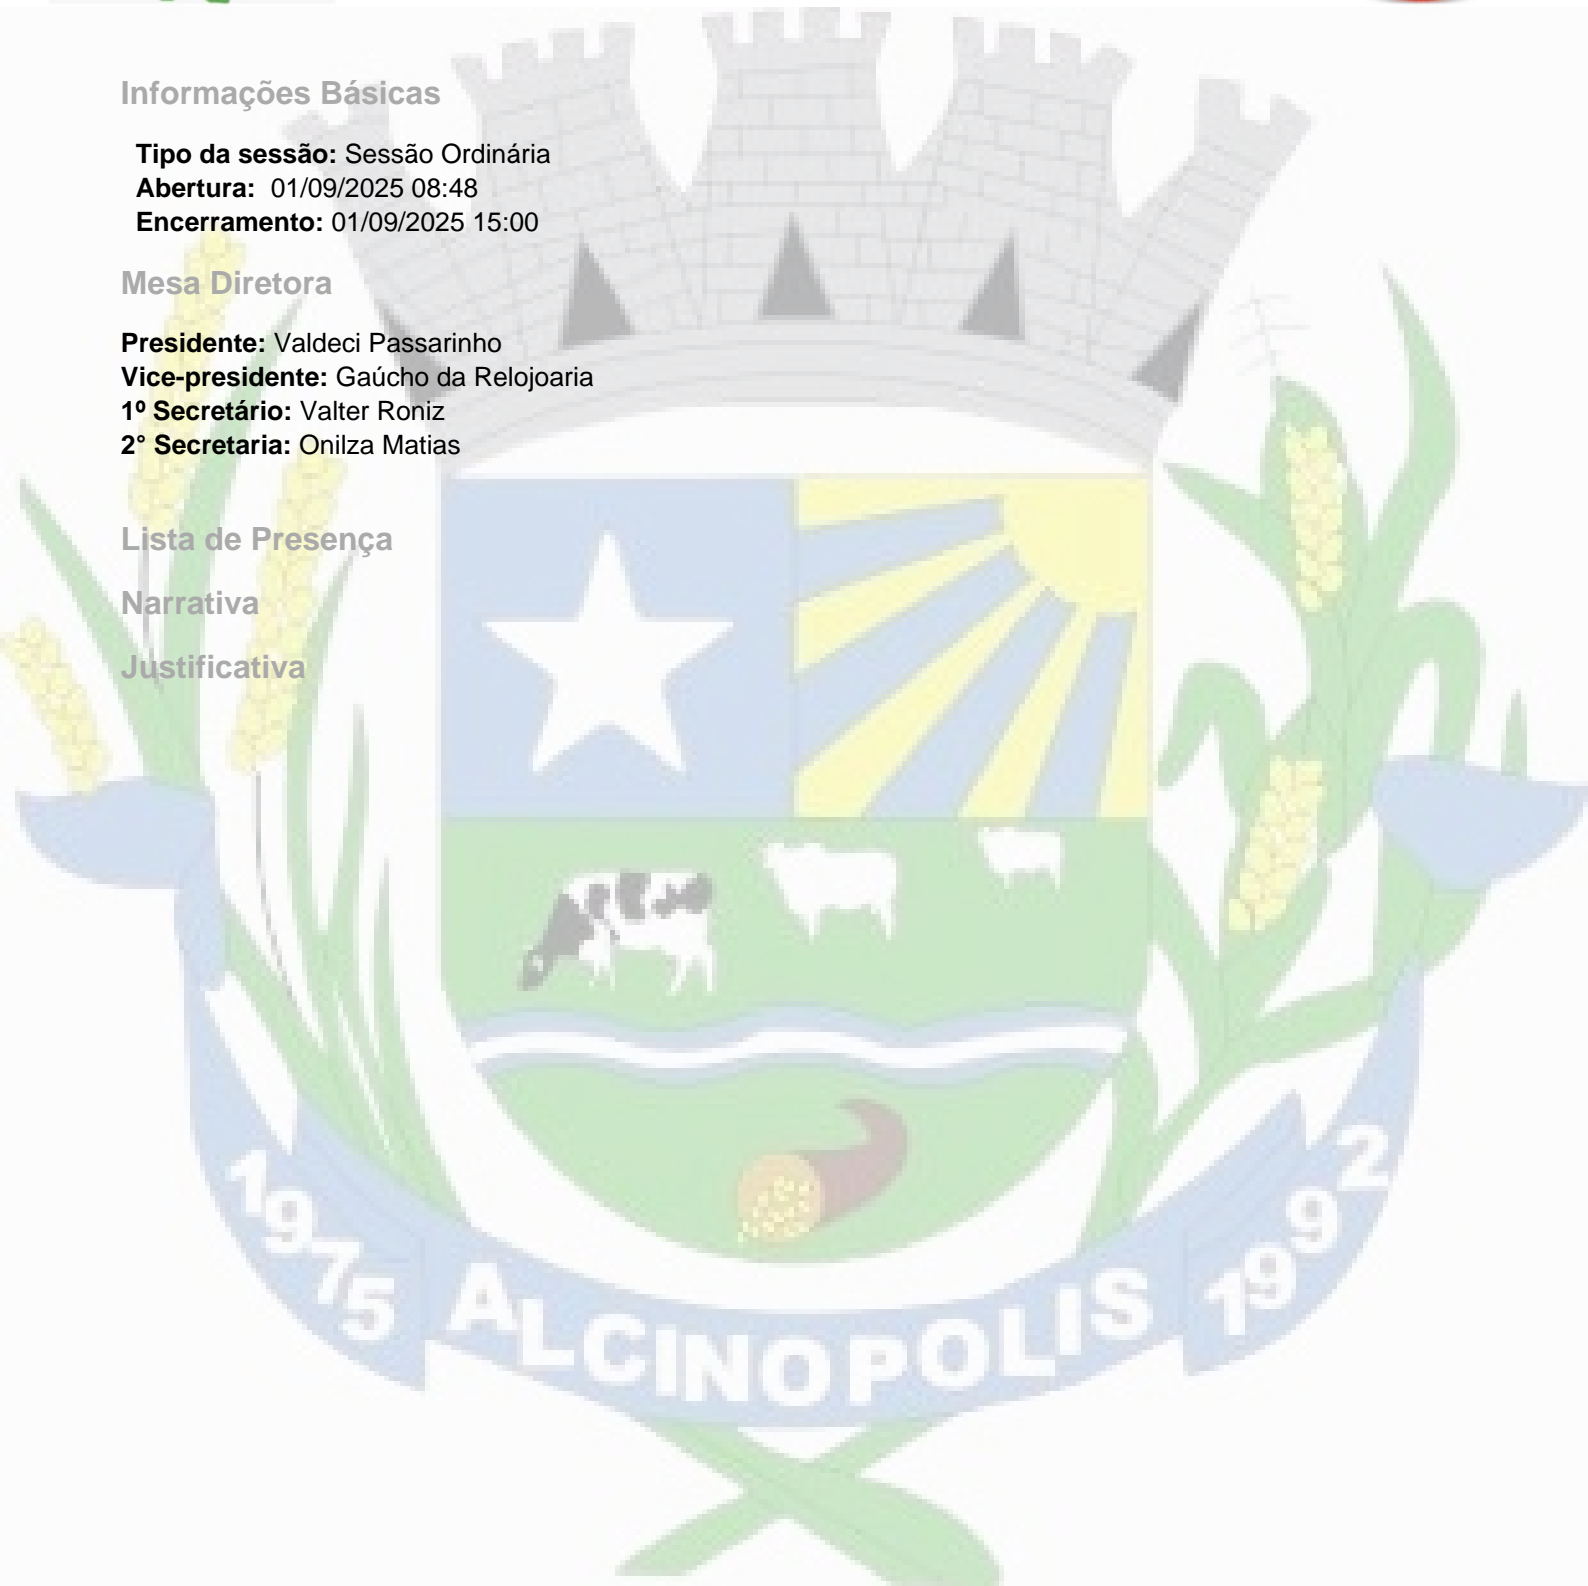 Informações Básicas
Tipo da sessão: Sessão Ordinária
Abertura: 01/09/2025 08:48
Encerramento: 01/09/2025 15:00
Mesa Diretora
Presidente: Valdeci Passarinho
Vice-presidente: Gaúcho da Relojoaria
1º Secretário: Valter Roniz
2° Secretaria: Onilza Matias
Lista de Presença
Narrativa
Justificativa
1975 ALCINOPOLIS 1992